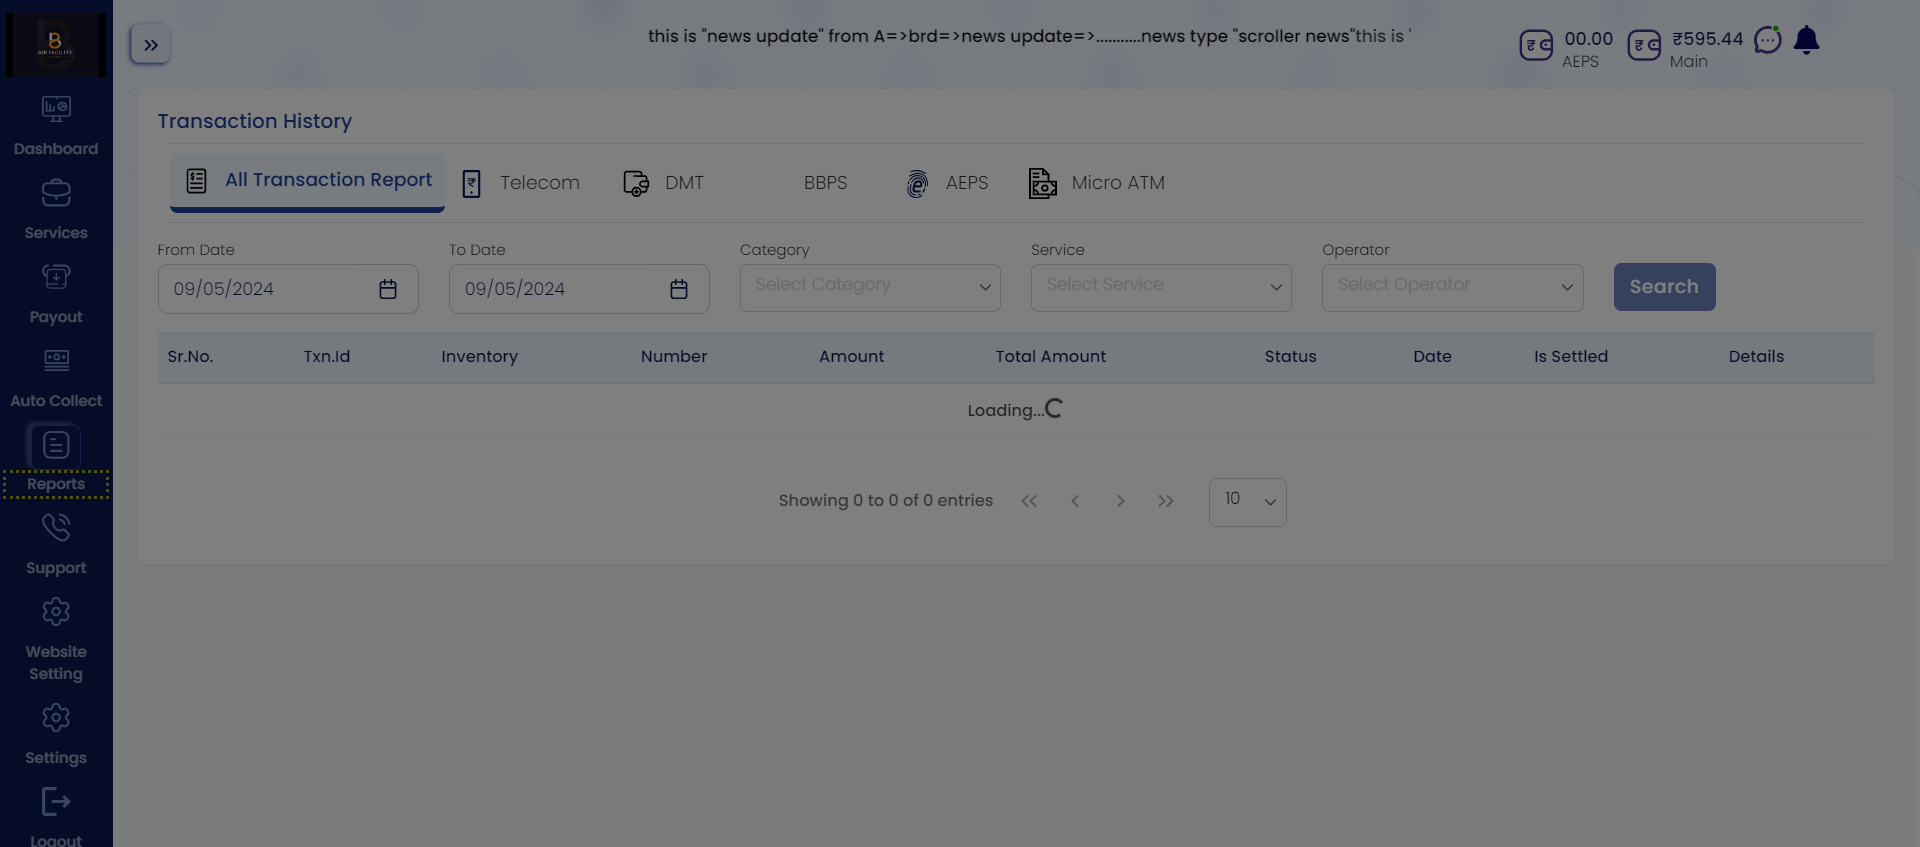 this is "news update" from A=>brd=>news update=>...........news type "scroller news"this is '
00.00
AEPS
₹595.44
Main
B2B FACILITY
Dashboard
Services
Payout
Auto Collect
Reports
Support
Website
Setting
Settings
Logout
Transaction History
All Transaction Report
Telecom
DMT
BBPS
AEPS
Micro ATM
From Date
To Date
Category
Service
Operator
09/05/2024
09/05/2024
Select Category
Select Service
Select Operator
Search
Sr.No.
Txn.Id
Inventory
Number
Amount
Total Amount
Status
Date
Is Settled
Details
Loading...
Showing 0 to 0 of 0 entries
10